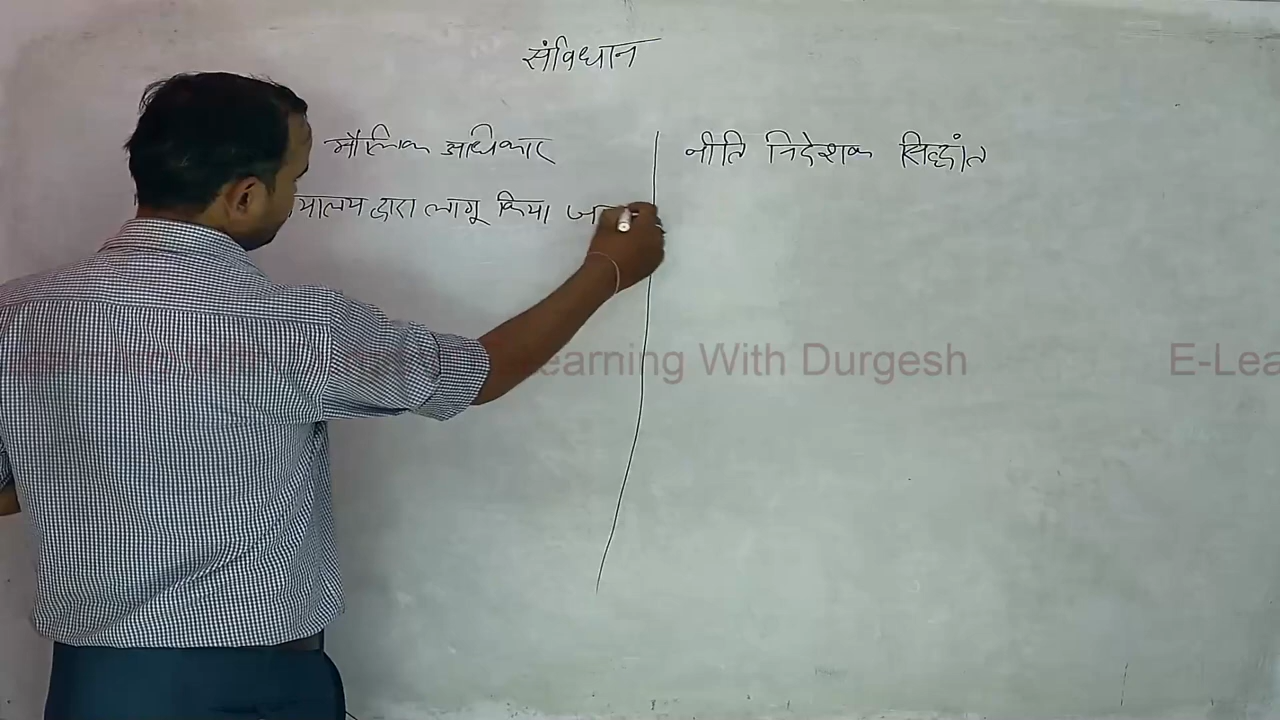 संविधान
मौलिक अधिकार
नीति निदेशक सिद्धांत
यालय द्वारा लागू किया
Learning With Durgesh
E-Lea